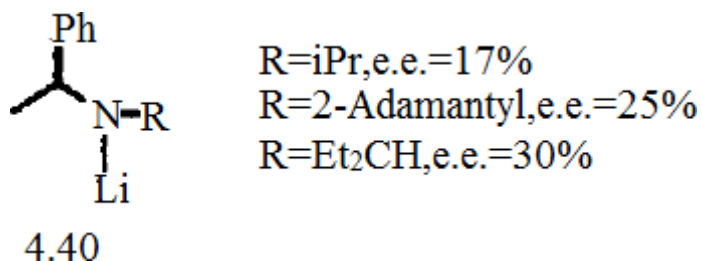 Ph
R=iPr,e.e.=17%
N-R
R=2-Adamantyl,e.e.=25%
R=Et₂CH,e.e.=30%
Li
4.40